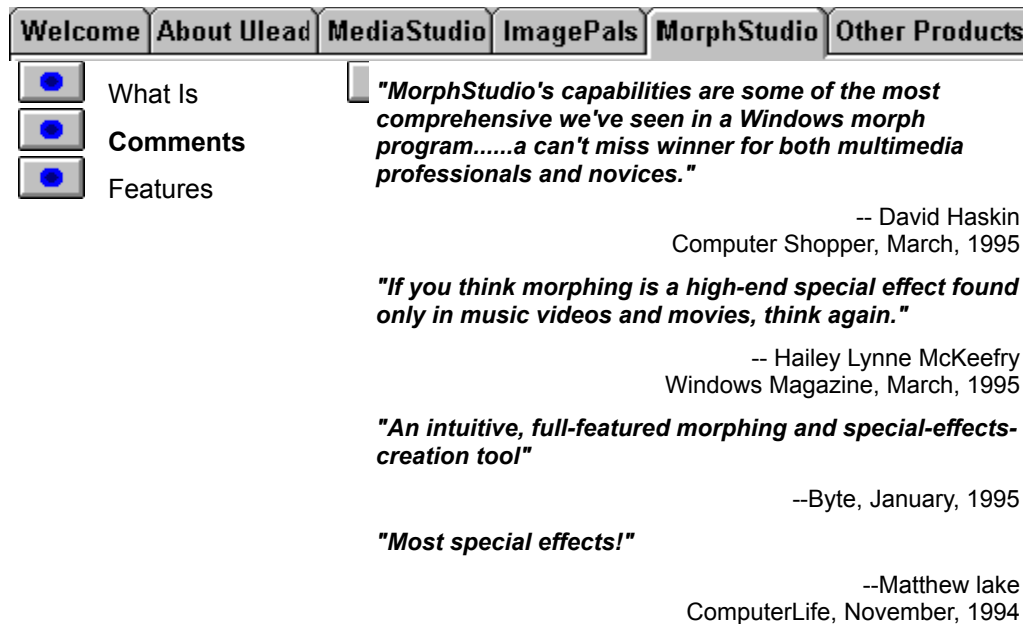 Welcome About Ulead MediaStudio ImagePals MorphStudio Other Products
What Is
Comments
Features
"MorphStudio's capabilities are some of the most
comprehensive we've seen in a Windows morph
program......a can't miss winner for both multimedia
professionals and novices."
-- David Haskin
Computer Shopper, March, 1995
"If you think morphing is a high-end special effect found
only in music videos and movies, think again."
-- Hailey Lynne McKeefry
Windows Magazine, March, 1995
"An intuitive, full-featured morphing and special-effects-
creation tool"
--Byte, January, 1995
"Most special effects!"
--Matthew lake
ComputerLife, November, 1994